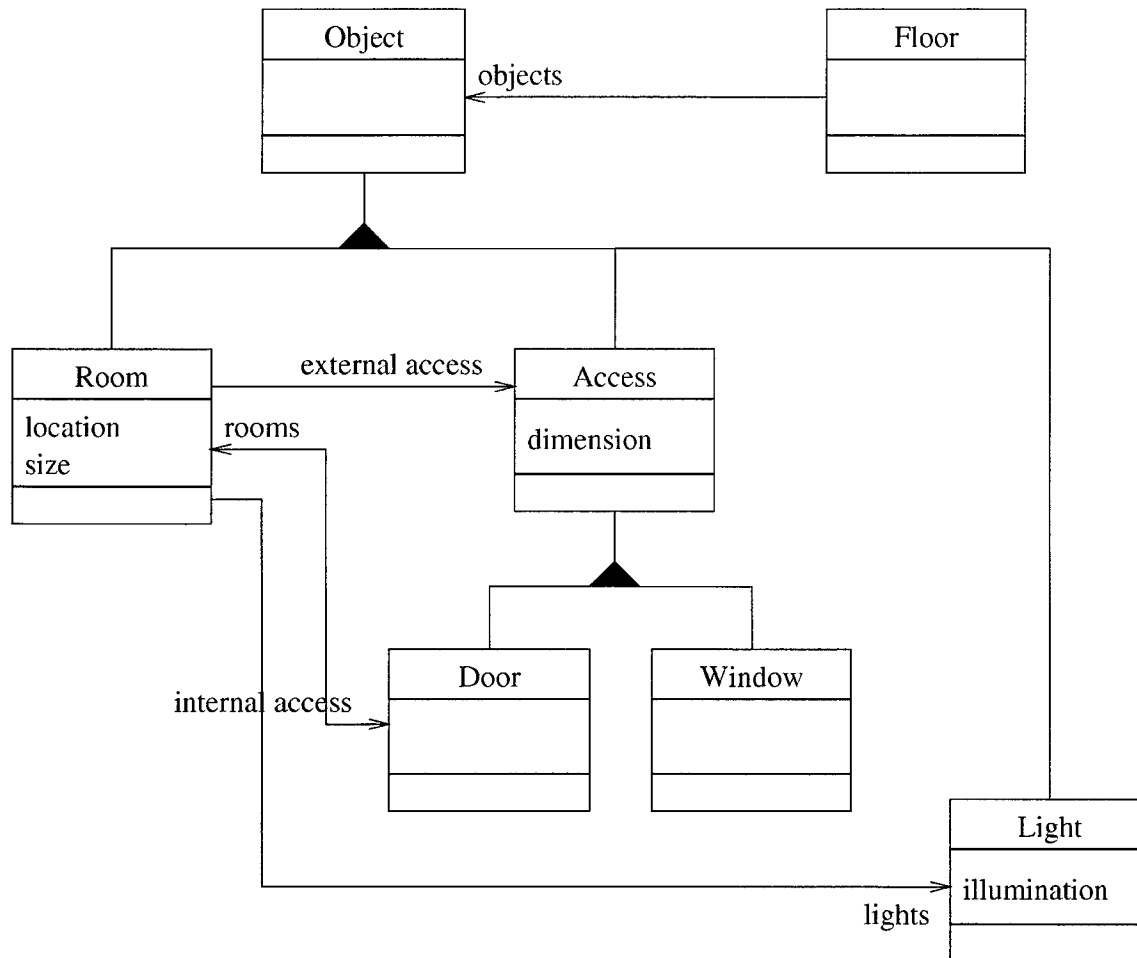 Object
Floor
objects
Room
external access
Access
location
size
rooms
dimension
Door
Window
internal access
Light
illumination
lights